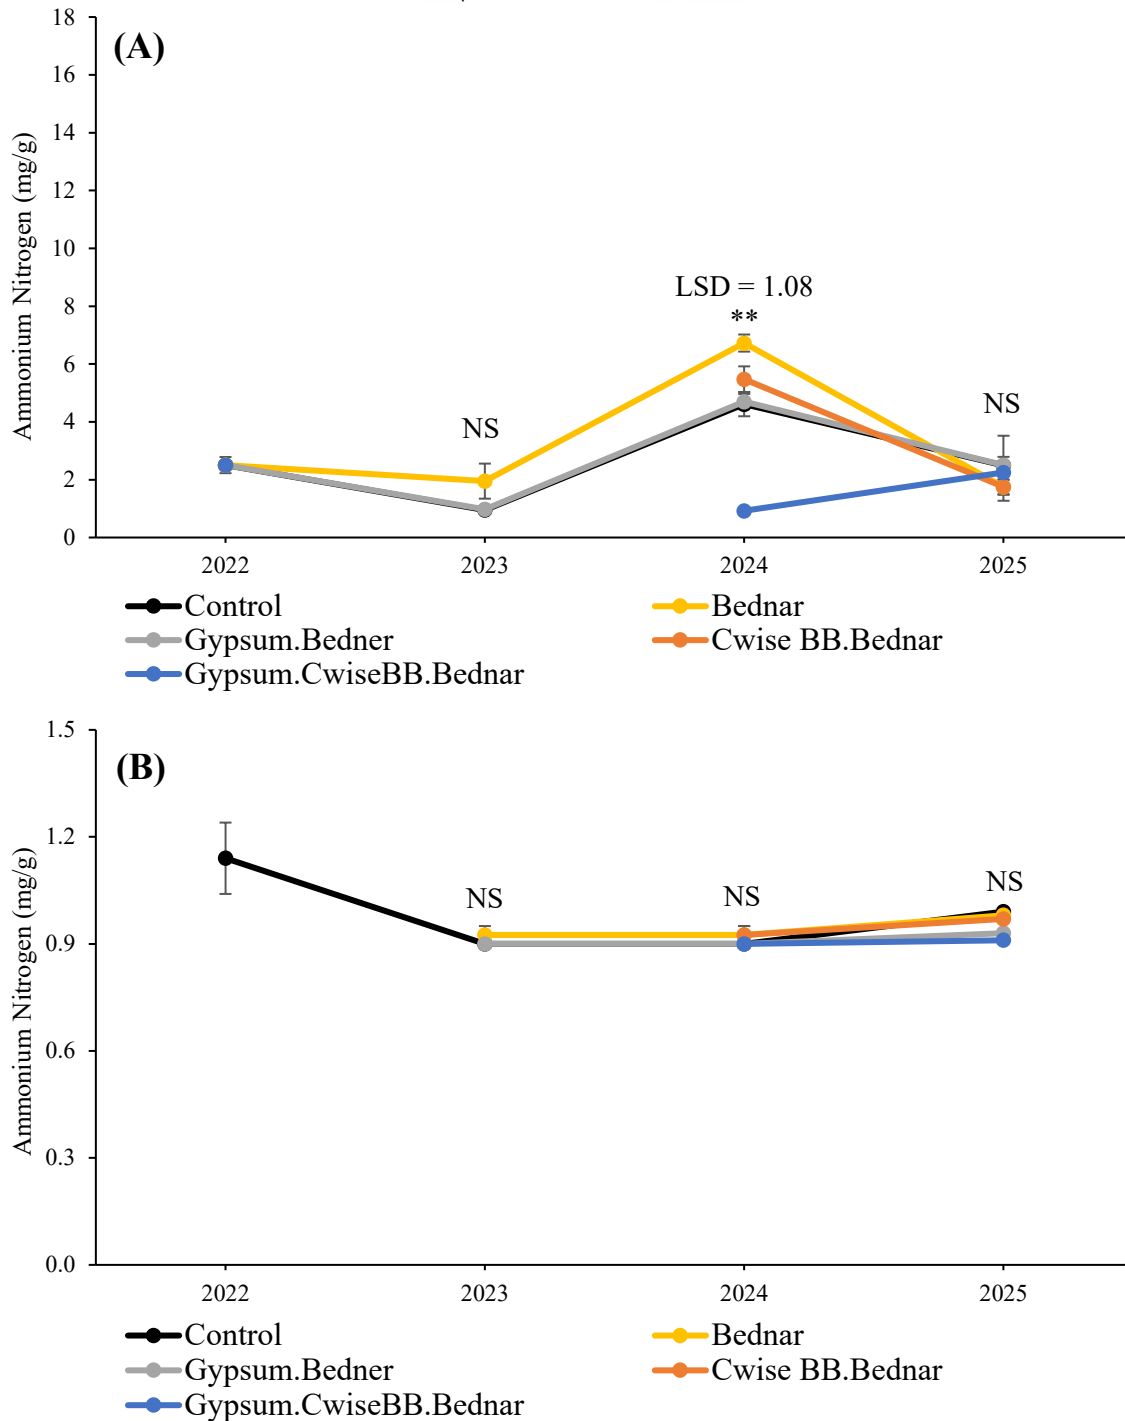 18
(A)
16
14
12
10
8
6
4
2
0
Ammonium Nitrogen (mg/g)
LSD = 1.08
**
NS
NS
2022 2023 2024 2025
Control Bednar
Gypsum.Bedner Cwise BB.Bednar
Gypsum.CwiseBB.Bednar
1.5
(B)
1.2
0.9
0.6
0.3
0.0
Ammonium Nitrogen (mg/g)
NS NS NS
2022 2023 2024 2025
Control Bednar
Gypsum.Bedner Cwise BB.Bednar
Gypsum.CwiseBB.Bednar